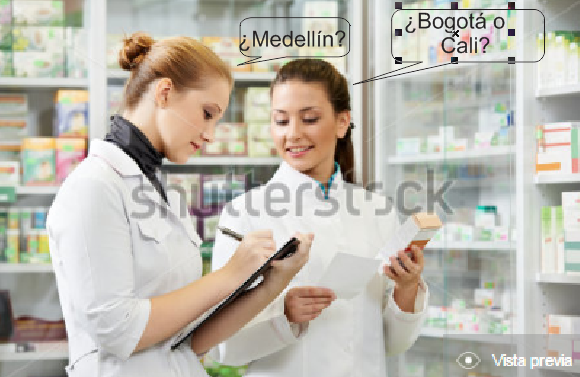 ¿Medellín?
¿Bogotá o
Cali?
shutterstock
Vista previa